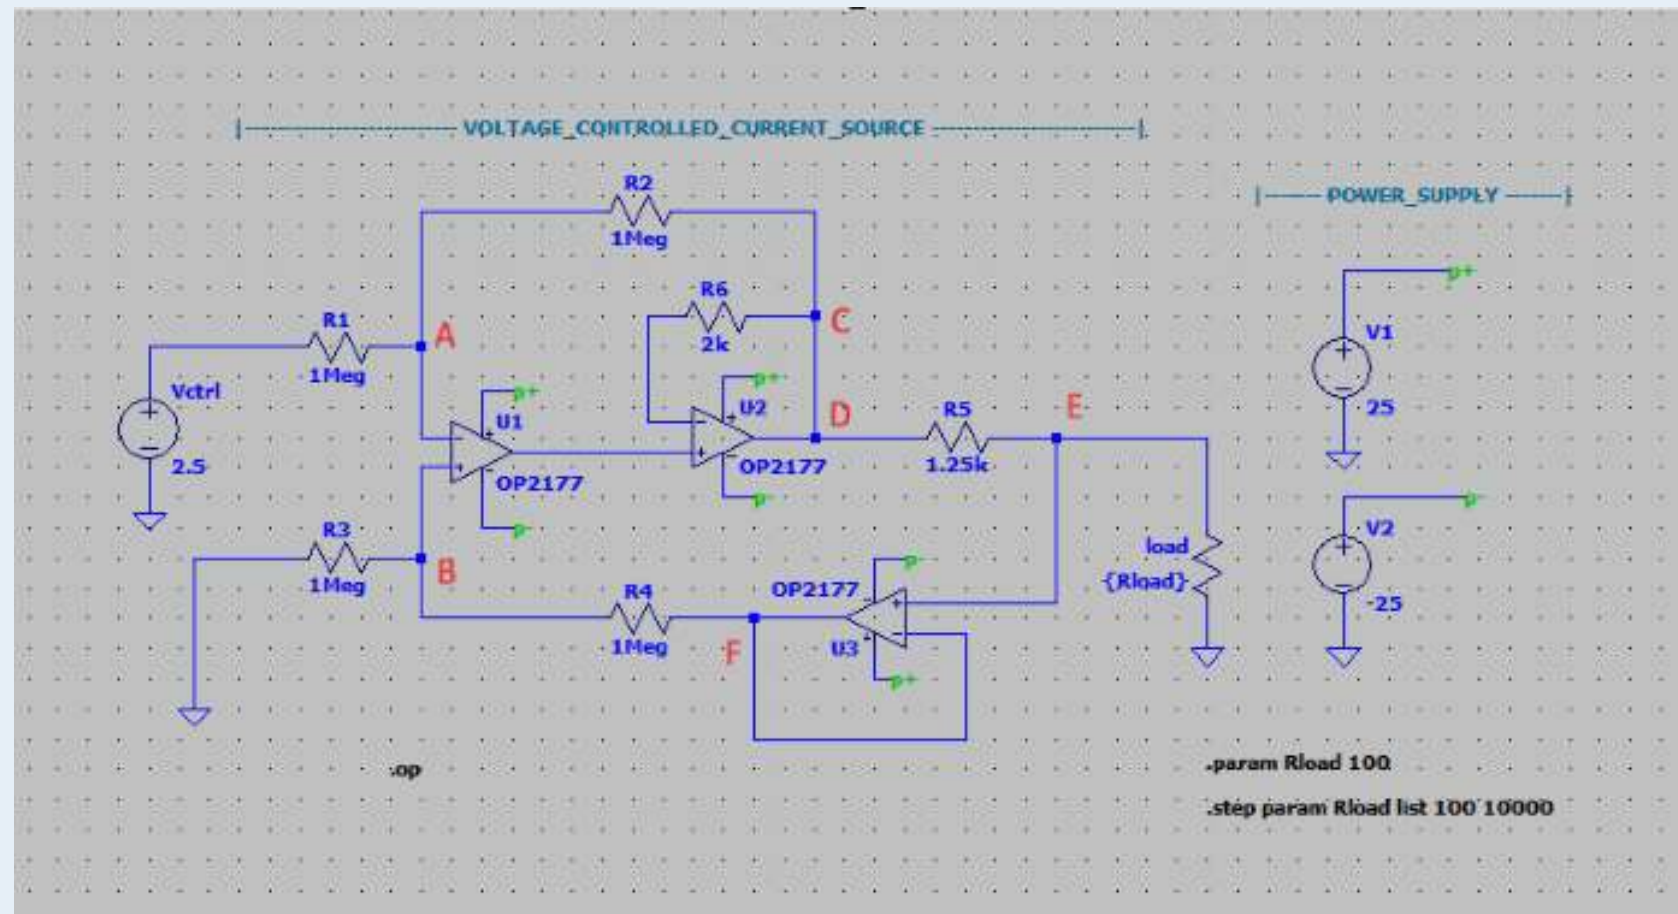 VOLTAGE_CONTROLLED_CURRENT_SOURCE
R2
1Meg
POWER_SUPPLY
p+
R6
2k
C
R1
1Meg
A
V1
25
Vctrl
2.5
p+
U1
OP2177
p-
p+
U2
OP2177
p-
D
R5
1.25k
E
p-
V2
-25
R3
1Meg
B
R4
1Meg
F
OP2177
U3
p-
p+
load
{Rload}
.op
.param Rload 100
.step param Rload list 100 10000